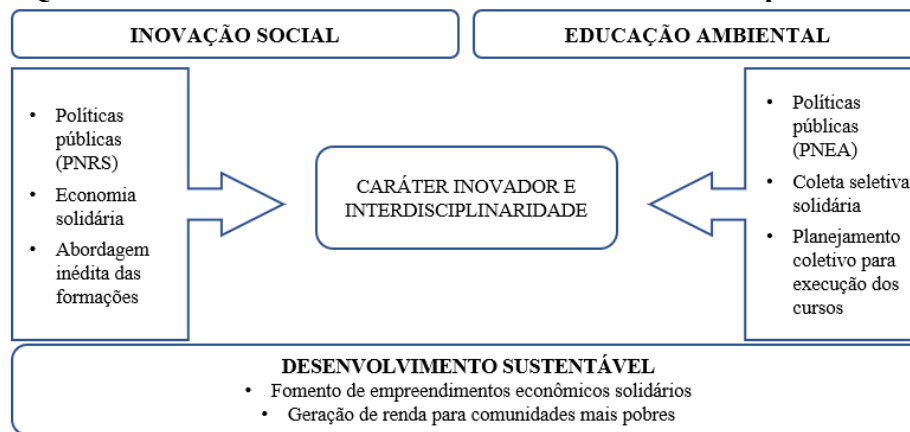 INOVAÇÃO SOCIAL
EDUCAÇÃO AMBIENTAL
• Políticas
públicas
(PNRS)
• Economia
solidária
• Abordagem
inédita das
formações
CARÁTER INOVADOR E
INTERDISCIPLINARIDADE
• Políticas
públicas
(PNEA)
• Coleta seletiva
solidária
• Planejamento
coletivo para
execução dos
cursos
DESENVOLVIMENTO SUSTENTÁVEL
• Fomento de empreendimentos econômicos solidários
• Geração de renda para comunidades mais pobres